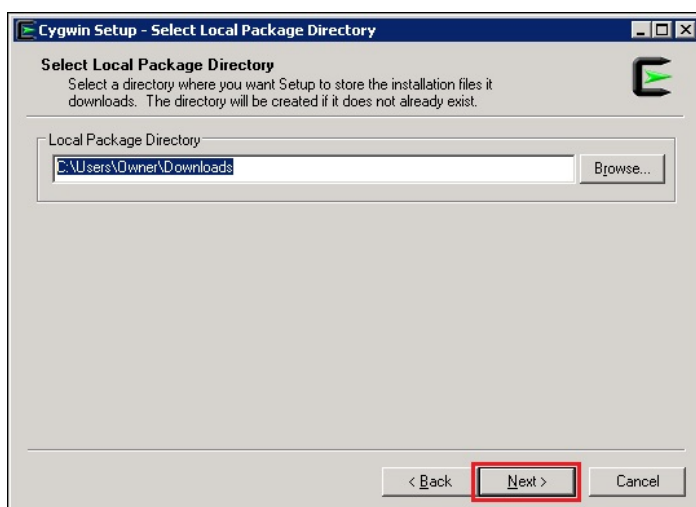 Cygwin Setup - Select Local Package Directory
Select Local Package Directory
Select a directory where you want Setup to store the installation files it
downloads. The directory will be created if it does not already exist.
Local Package Directory
C:\Users\Owner\Downloads
Browse...
< Back
Next >
Cancel